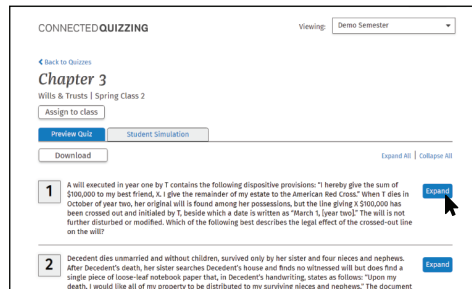 CONNECTEDQUIZZING
Viewing: Demo Semester
Back to Quizzes
Chapter 3
Wills & Trusts | Spring Class 2
Assign to class
Preview Quiz Student Simulation
Download Expand All | Collapse All
1 A will executed in year one by T contains the following dispositive provisions: "I hereby give the sum of Expand
$100,000 to my best friend, X. I give the remainder of my estate to the American Red Cross." When T dies in
October of year two, her original will is found among her possessions, but the line giving X $100,000 has
been crossed out and initialed by T, beside which a date is written as "March 1, [year two]." The will is not
further disturbed or modified. Which of the following best describes the legal effect of the crossed-out line
on the will?
2 Decedent dies unmarried and without children, survived only by her sister and four nieces and nephews. Expand
After Decedent's death, her sister searches Decedent's house and finds no witnessed will but does find a
single piece of loose-leaf notebook paper that, in Decedent's handwriting, states as follows: "Upon my
death, I would like all of my property to be distributed to my surviving nieces and nephews." The document